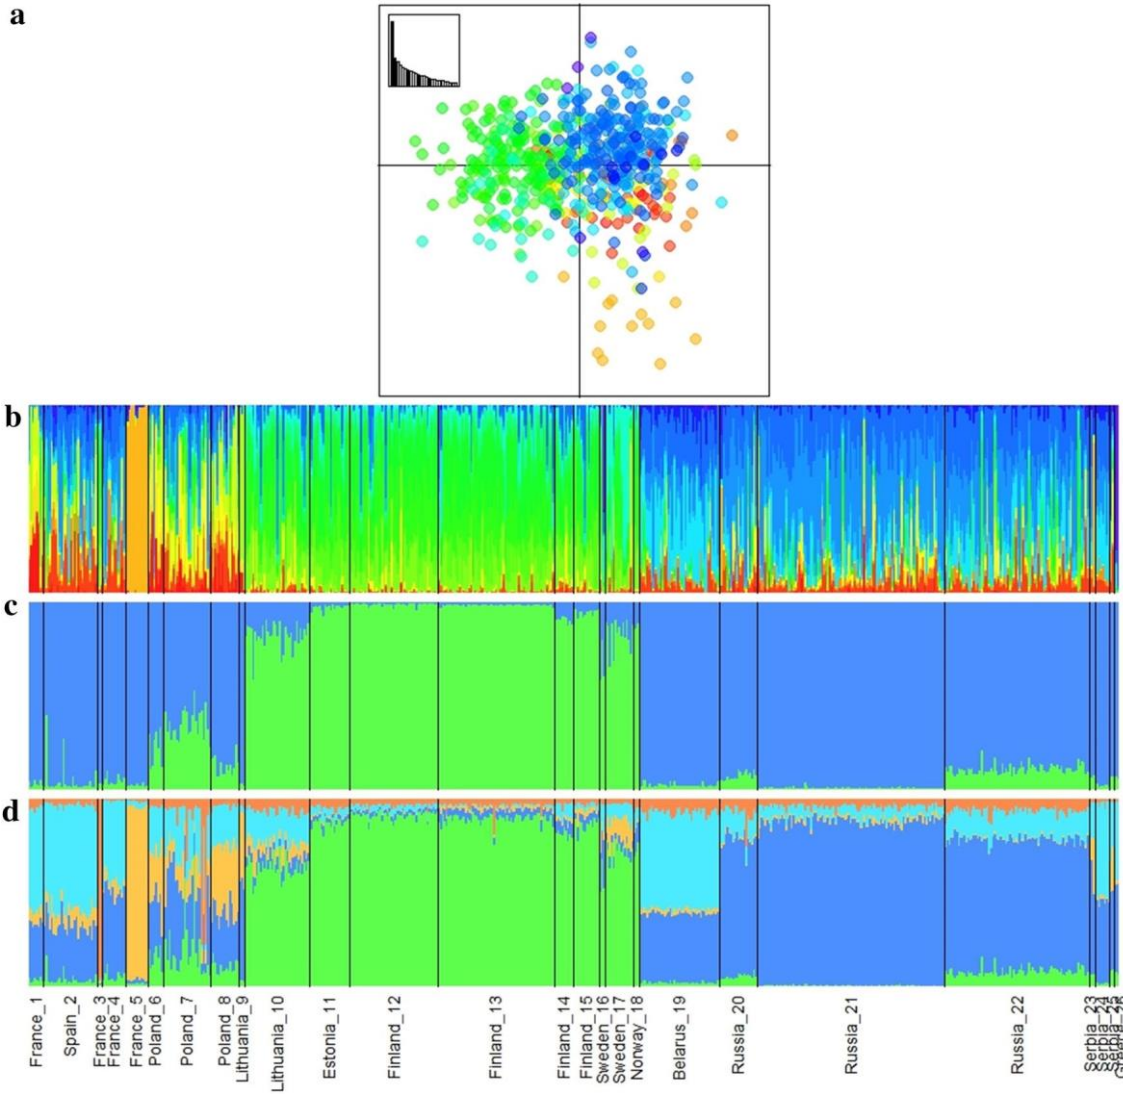 a
b
c
d
France_1
Spain_2
France_3
France_4
France_5
Poland_6
Poland_7
Poland_8
Lithuania_9
Lithuania_10
Estonia_11
Finland_12
Finland_13
Finland_14
Finland_15
Sweden_16
Sweden_17
Norway_18
Belarus_19
Russia_20
Russia_21
Russia_22
Serbia_23
Serbia_24